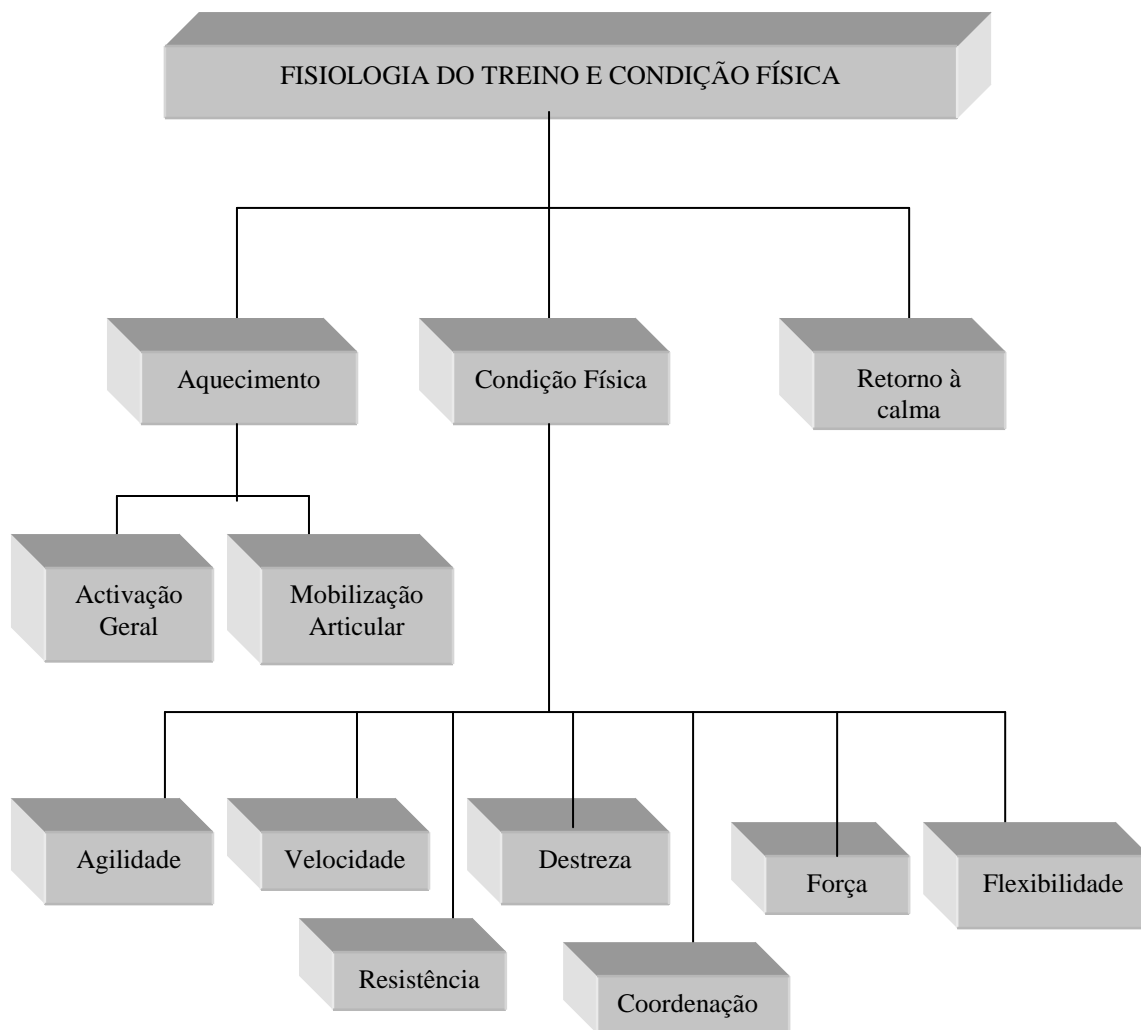 FISIOLOGIA DO TREINO E CONDIÇÃO FÍSICA
Aquecimento
Condição Física
Retorno à
calma
Activação
Geral
Mobilização
Articular
Agilidade
Velocidade
Destreza
Força
Flexibilidade
Resistência
Coordenação